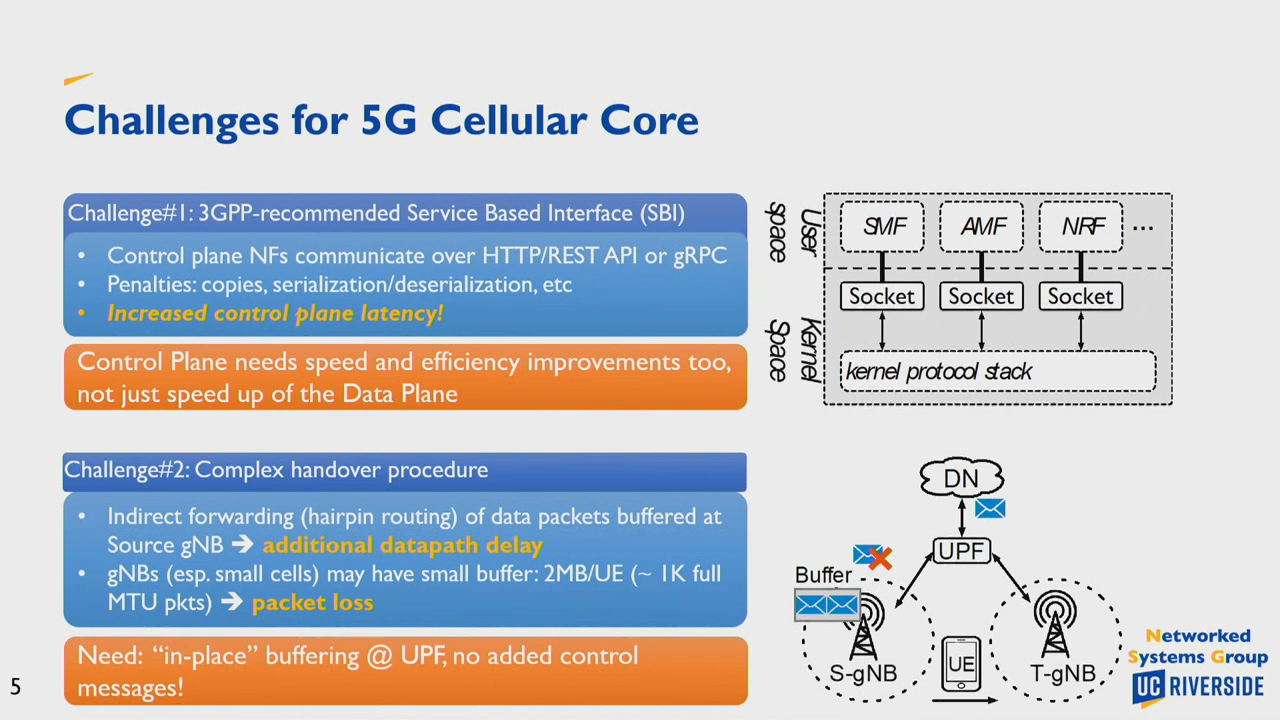 Challenges for 5G Cellular Core
Challenge#1: 3GPP-recommended Service Based Interface (SBI)
• Control plane NFs communicate over HTTP/REST API or gRPC
• Penalties: copies, serialization/deserialization, etc
• Increased control plane latency!
Control Plane needs speed and efficiency improvements too,
not just speed up of the Data Plane
User
space
SMF
AMF
NRF
...
Socket
Socket
Socket
Kernel
Space
kernel protocol stack
Challenge#2: Complex handover procedure
• Indirect forwarding (hairpin routing) of data packets buffered at
Source gNB ➔ additional datapath delay
• gNBs (esp. small cells) may have small buffer: 2MB/UE (~ 1K full
MTU pkts) ➔ packet loss
Need: “in-place” buffering @ UPF, no added control
messages!
DN
UPF
Buffer
S-gNB
UE
T-gNB
Networked
Systems Group
UC RIVERSIDE
5